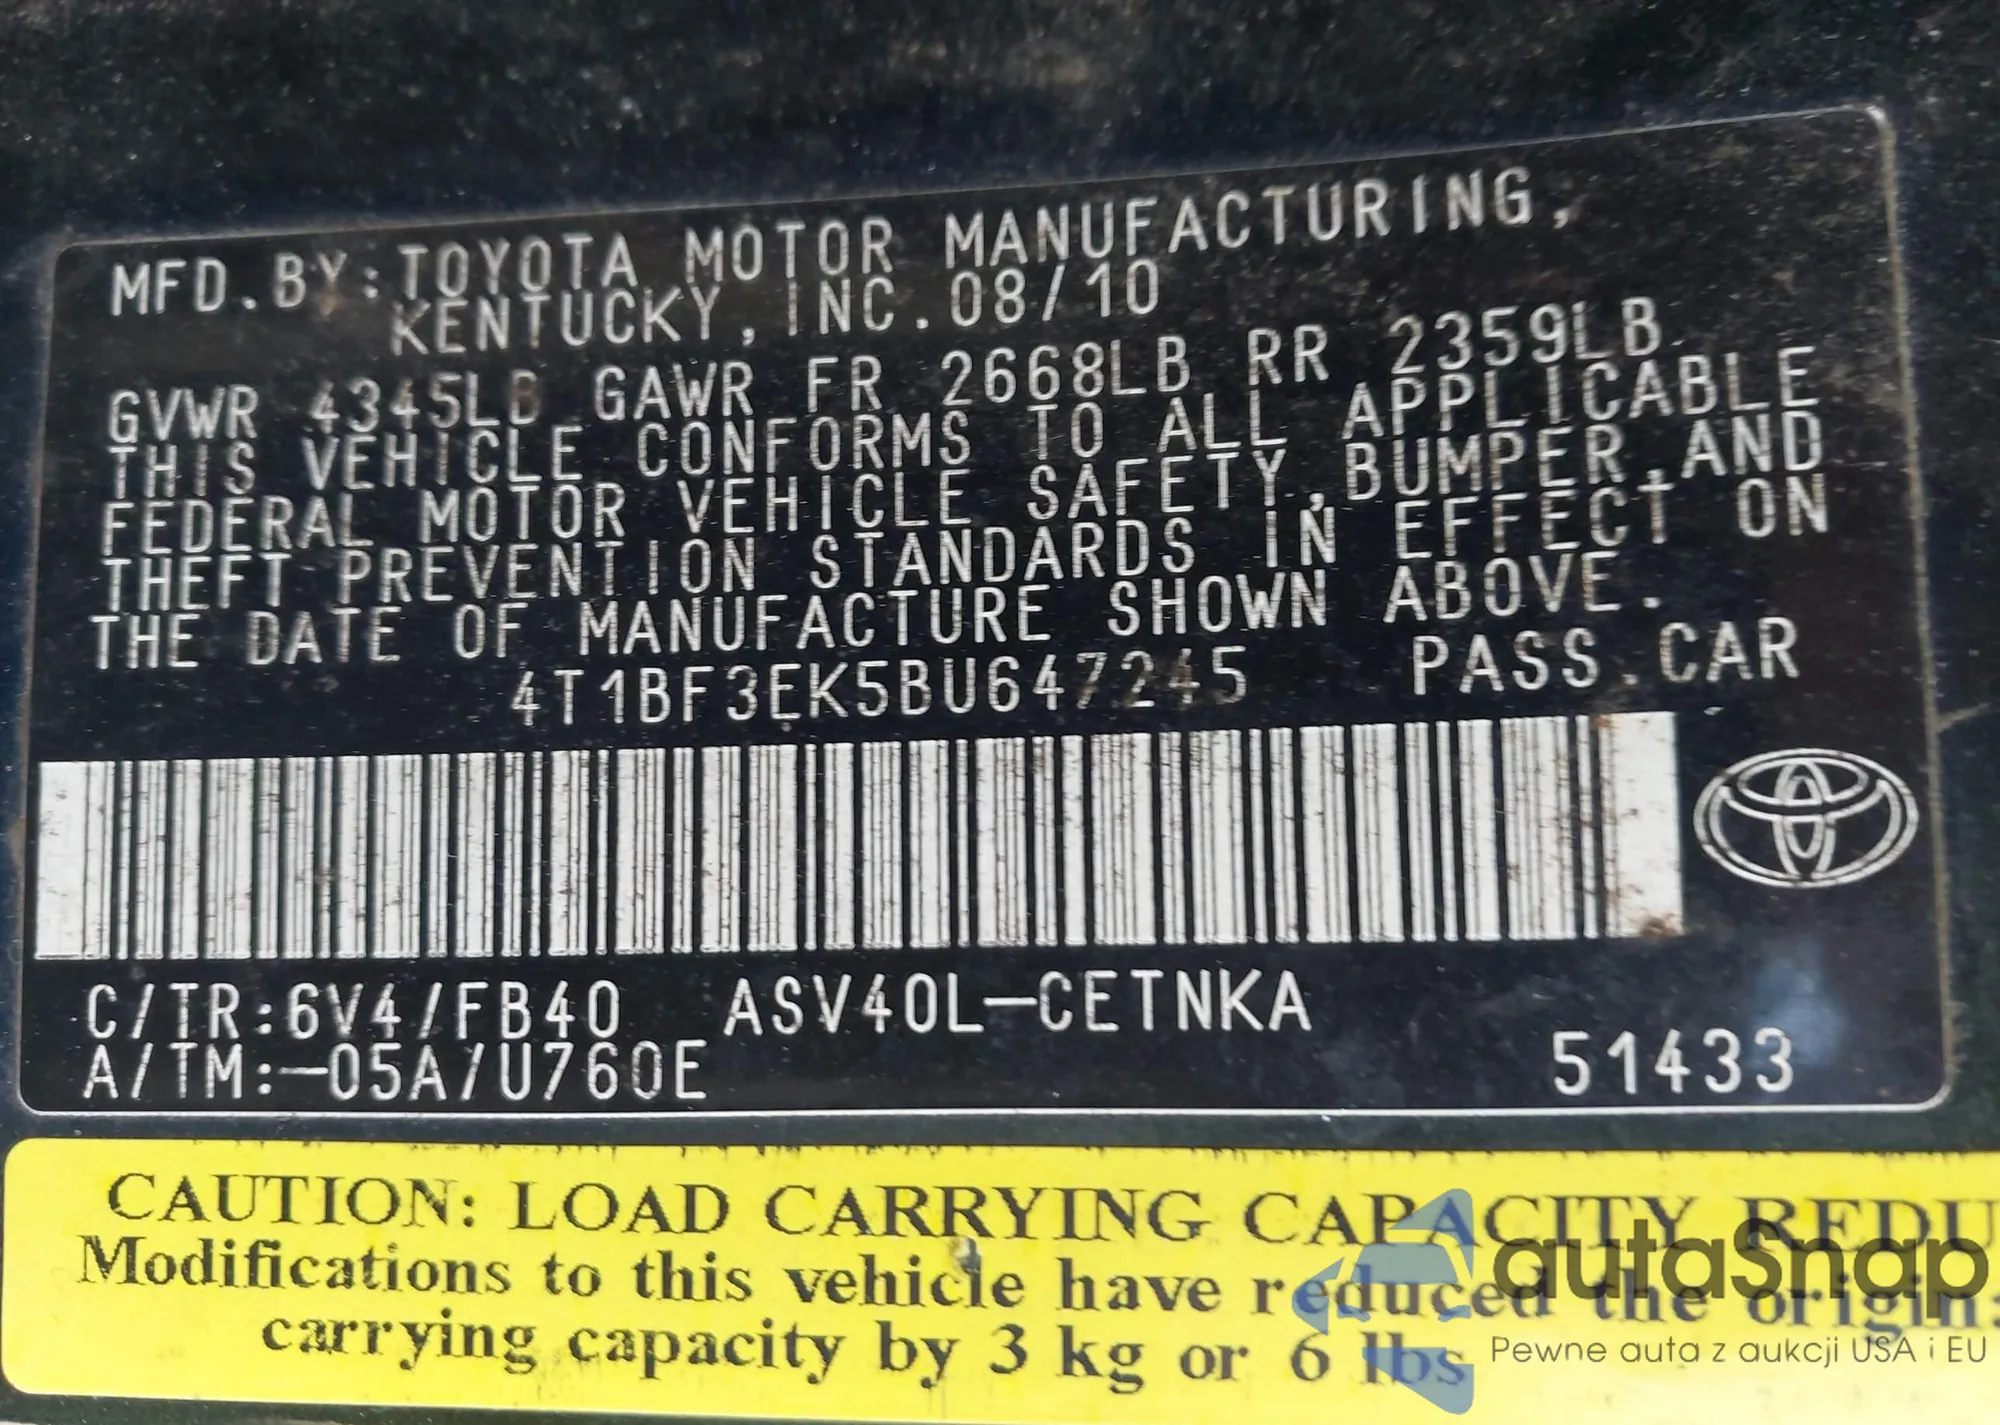 MFD.BY:TOYOTA MOTOR MANUFACTURING,
KENTUCKY, INC.08/10
GVWR 4345LB GAWR FR 2668LB RR 2359LB
THIS VEHICLE CONFORMS TO ALL APPLICABLE
FEDERAL MOTOR VEHICLE SAFETY,BUMPER,AND
THEFT PREVENTION STANDARDS IN EFFECT ON
THE DATE OF MANUFACTURE SHOWN ABOVE.
4T1BF3EK5BU647245 PASS.CAR
C/TR:6V4/FB40 ASV40L-CETNKA
A/TM:-05A/U760E 51433
CAUTION: LOAD CARRYING CAPACITY REDU
Modifications to this vehicle have reduced the origin
carrying capacity by 3 kg or 6 lbs
autaSnap
Pewne auta z aukcji USA i EU